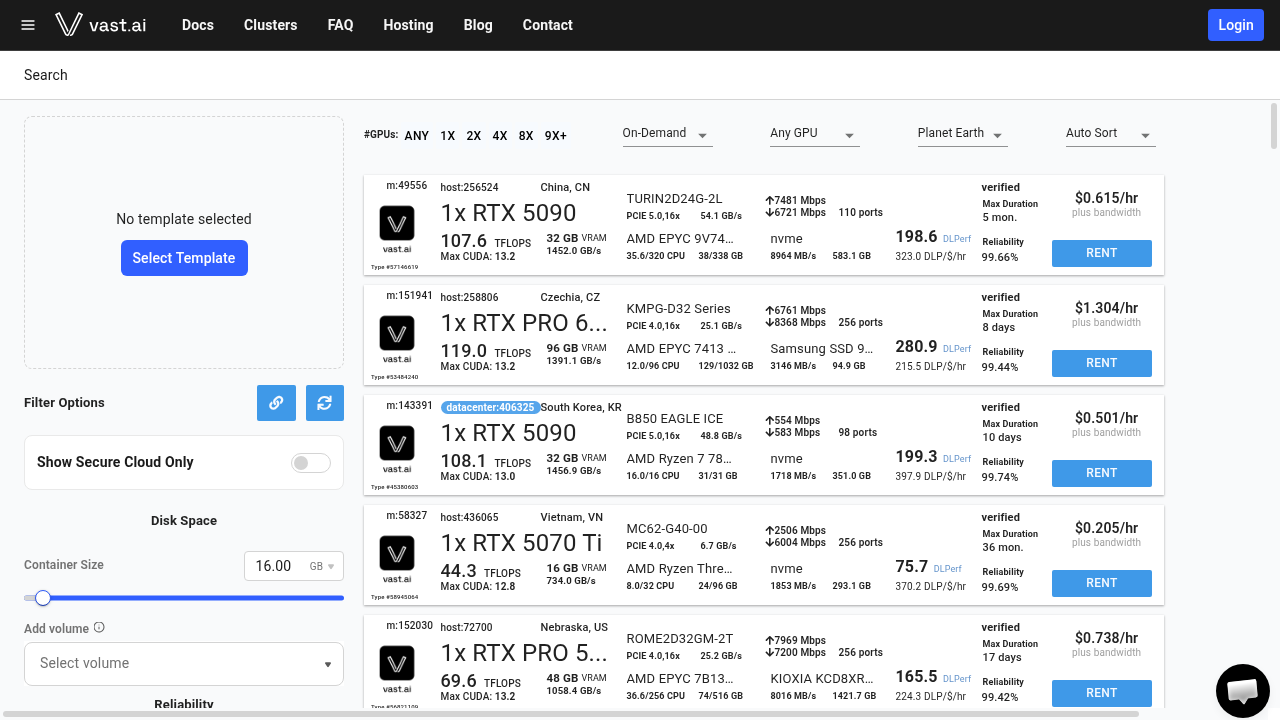 vast.ai Docs Clusters FAQ Hosting Blog Contact Login
Search
No template selected
Select Template
Filter Options
Show Secure Cloud Only
Disk Space
Container Size 16.00 GB
Add volume
Select volume
Reliability
#GPUs: ANY 1X 2X 4X 8X 9X+ On-Demand Any GPU Planet Earth Auto Sort
m:49556 host:256524 China, CN verified
1x RTX 5090 TURIN2D24G-2L 7481 Mbps 6721 Mbps 110 ports Max Duration 5 mon. $0.615/hr
vast.ai PCIE 5.0,16x 54.1 GB/s plus bandwidth
107.6 TFLOPS 32 GB VRAM 1452.0 GB/s AMD EPYC 9V74... nvme 198.6 DLPerf Reliability RENT
Max CUDA: 13.2 35.6/320 CPU 38/338 GB 8964 MB/s 583.1 GB 323.0 DLP/$/hr 99.66%
Type #57146619
m:151941 host:258806 Czechia, CZ verified
1x RTX PRO 6... KMPG-D32 Series 6761 Mbps 8368 Mbps 256 ports Max Duration 8 days $1.304/hr
vast.ai PCIE 4.0,16x 25.1 GB/s plus bandwidth
119.0 TFLOPS 96 GB VRAM 1391.1 GB/s AMD EPYC 7413 ... Samsung SSD 9... 280.9 DLPerf Reliability RENT
Max CUDA: 13.2 12.0/96 CPU 129/1032 GB 3146 MB/s 94.9 GB 215.5 DLP/$/hr 99.44%
Type #53484240
m:143391 datacenter:406325 South Korea, KR verified
1x RTX 5090 B850 EAGLE ICE 554 Mbps 583 Mbps 98 ports Max Duration 10 days $0.501/hr
vast.ai PCIE 5.0,16x 48.8 GB/s plus bandwidth
108.1 TFLOPS 32 GB VRAM 1456.9 GB/s AMD Ryzen 7 78... nvme 199.3 DLPerf Reliability RENT
Max CUDA: 13.0 16.0/16 CPU 31/31 GB 1718 MB/s 351.0 GB 397.9 DLP/$/hr 99.74%
Type #45380603
m:58327 host:436065 Vietnam, VN verified
1x RTX 5070 Ti MC62-G40-00 2506 Mbps 6004 Mbps 256 ports Max Duration 36 mon. $0.205/hr
vast.ai PCIE 4.0,4x 6.7 GB/s plus bandwidth
44.3 TFLOPS 16 GB VRAM 734.0 GB/s AMD Ryzen Thre... nvme 75.7 DLPerf Reliability RENT
Max CUDA: 12.8 8.0/32 CPU 24/96 GB 1853 MB/s 293.1 GB 370.2 DLP/$/hr 99.69%
Type #58945064
m:152030 host:72700 Nebraska, US verified
1x RTX PRO 5... ROME2D32GM-2T 7969 Mbps 7200 Mbps 256 ports Max Duration 17 days $0.738/hr
vast.ai PCIE 4.0,16x 25.2 GB/s plus bandwidth
69.6 TFLOPS 48 GB VRAM 1058.4 GB/s AMD EPYC 7B13... KIOXIA KCD8XR... 165.5 DLPerf Reliability RENT
Max CUDA: 13.2 36.6/256 CPU 74/516 GB 8016 MB/s 1421.7 GB 224.3 DLP/$/hr 99.42%